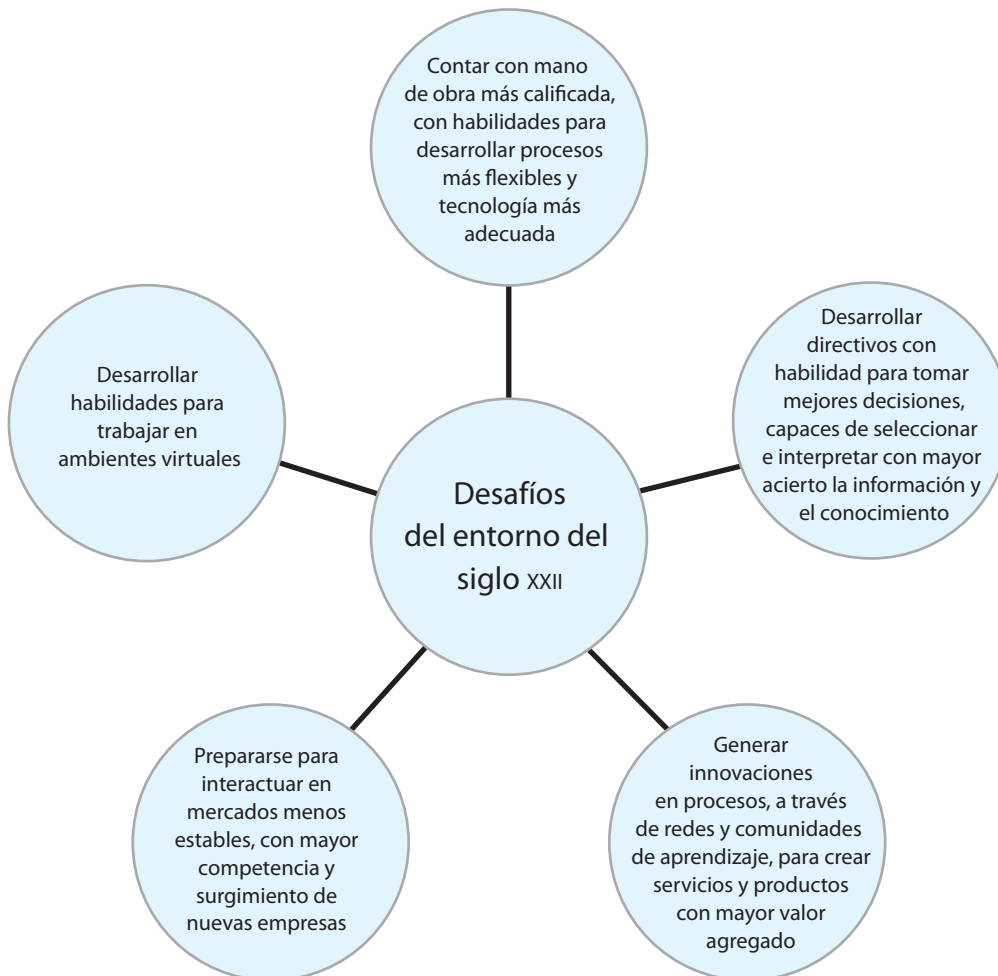 Contar con mano
de obra más calificada,
con habilidades para
desarrollar procesos
más flexibles y
tecnología más
adecuada
Desarrollar
directivos con
habilidad para tomar
mejores decisiones,
capaces de seleccionar
e interpretar con mayor
acierto la información y
el conocimiento
Desarrollar
habilidades para
trabajar en
ambientes virtuales
Desafíos
del entorno del
siglo XXII
Prepararse para
interactuar en
mercados menos
estables, con mayor
competencia y
surgimiento de
nuevas empresas
Generar
innovaciones
en procesos, a través
de redes y comunidades
de aprendizaje, para crear
servicios y productos
con mayor valor
agregado